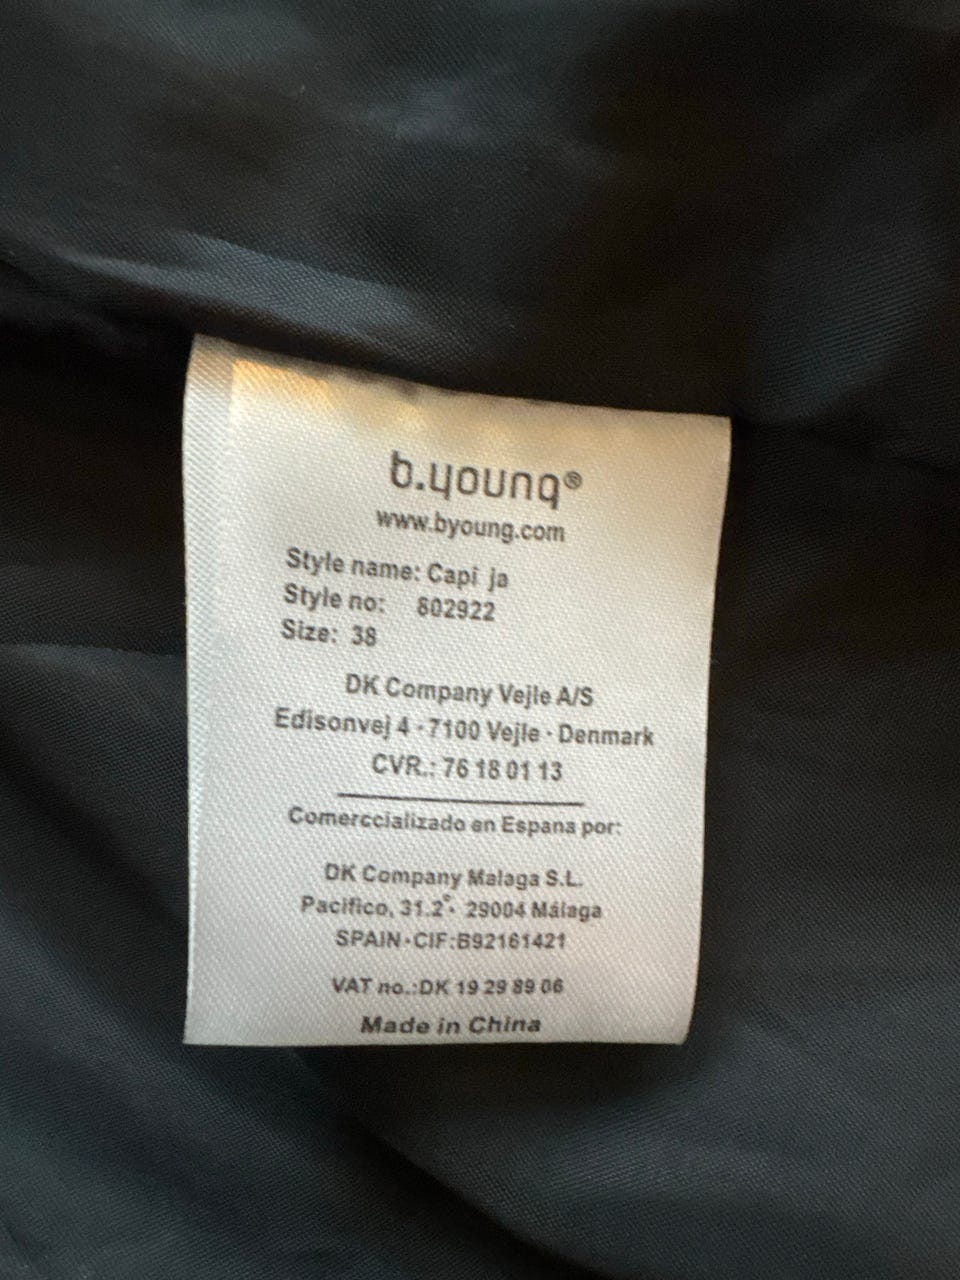 b.young®
www.byoung.com
Style name: Capi ja
Style no: 802922
Size: 38
DK Company Vejle A/S
Edisonvej 4 · 7100 Vejle · Denmark
CVR.: 76 18 01 13
Comerccializado en Espana por:
DK Company Malaga S.L.
Pacifico, 31.2°· 29004 Málaga
SPAIN·CIF:B92161421
VAT no.:DK 19 29 89 06
Made in China